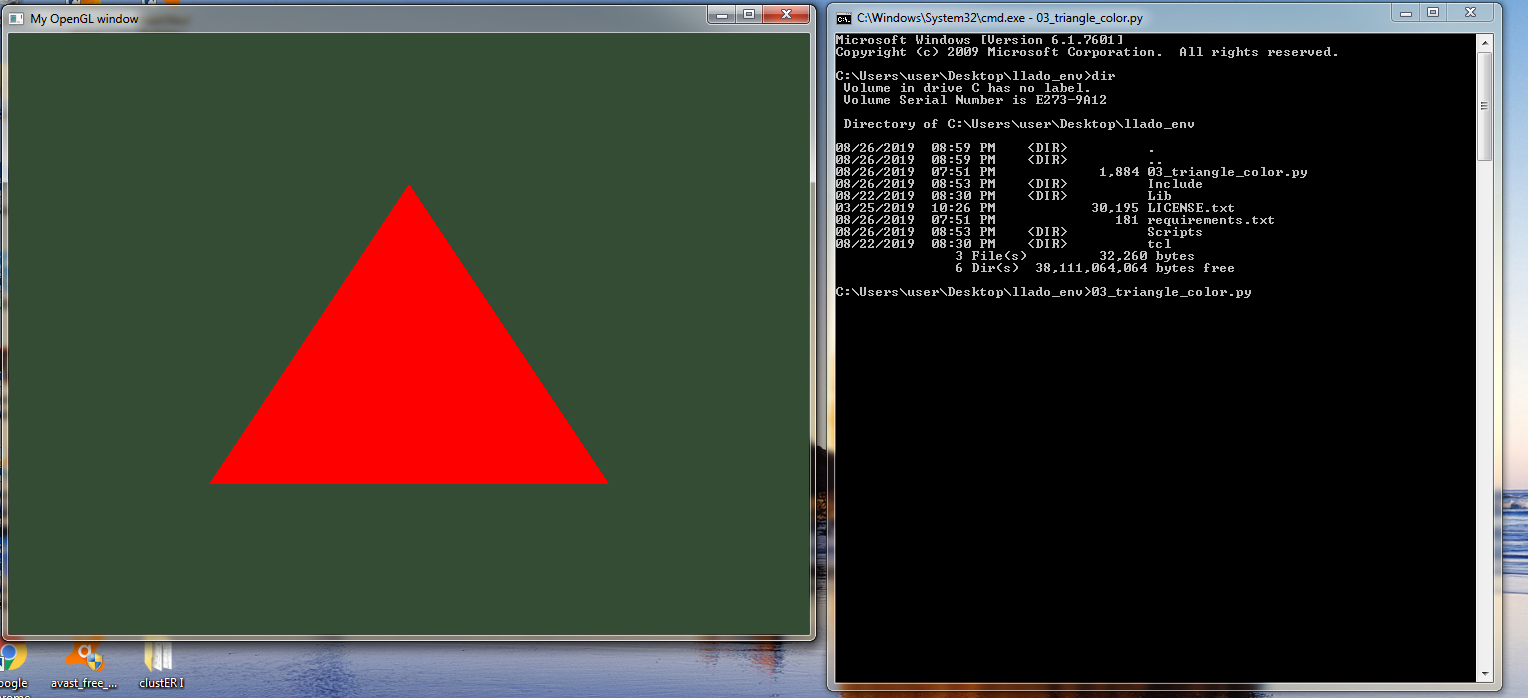 My OpenGL window
C:\Windows\System32\cmd.exe - 03_triangle_color.py
Microsoft Windows [Version 6.1.7601]
Copyright (c) 2009 Microsoft Corporation.  All rights reserved.
C:\Users\user\Desktop\llado_env>dir
 Volume in drive C has no label.
 Volume Serial Number is E273-9A12
 Directory of C:\Users\user\Desktop\llado_env
08/26/2019  08:59 PM    <DIR>          .
08/26/2019  08:59 PM    <DIR>          ..
08/26/2019  07:51 PM             1,884 03_triangle_color.py
08/26/2019  08:53 PM    <DIR>          Include
08/22/2019  08:30 PM    <DIR>          Lib
03/25/2019  10:26 PM            30,195 LICENSE.txt
08/26/2019  07:51 PM               181 requirements.txt
08/26/2019  08:53 PM    <DIR>          Scripts
08/22/2019  08:30 PM    <DIR>          tcl
               3 File(s)         32,260 bytes
               6 Dir(s)  38,111,064,064 bytes free
C:\Users\user\Desktop\llado_env>03_triangle_color.py
oogle
avast_free_...
clustER I